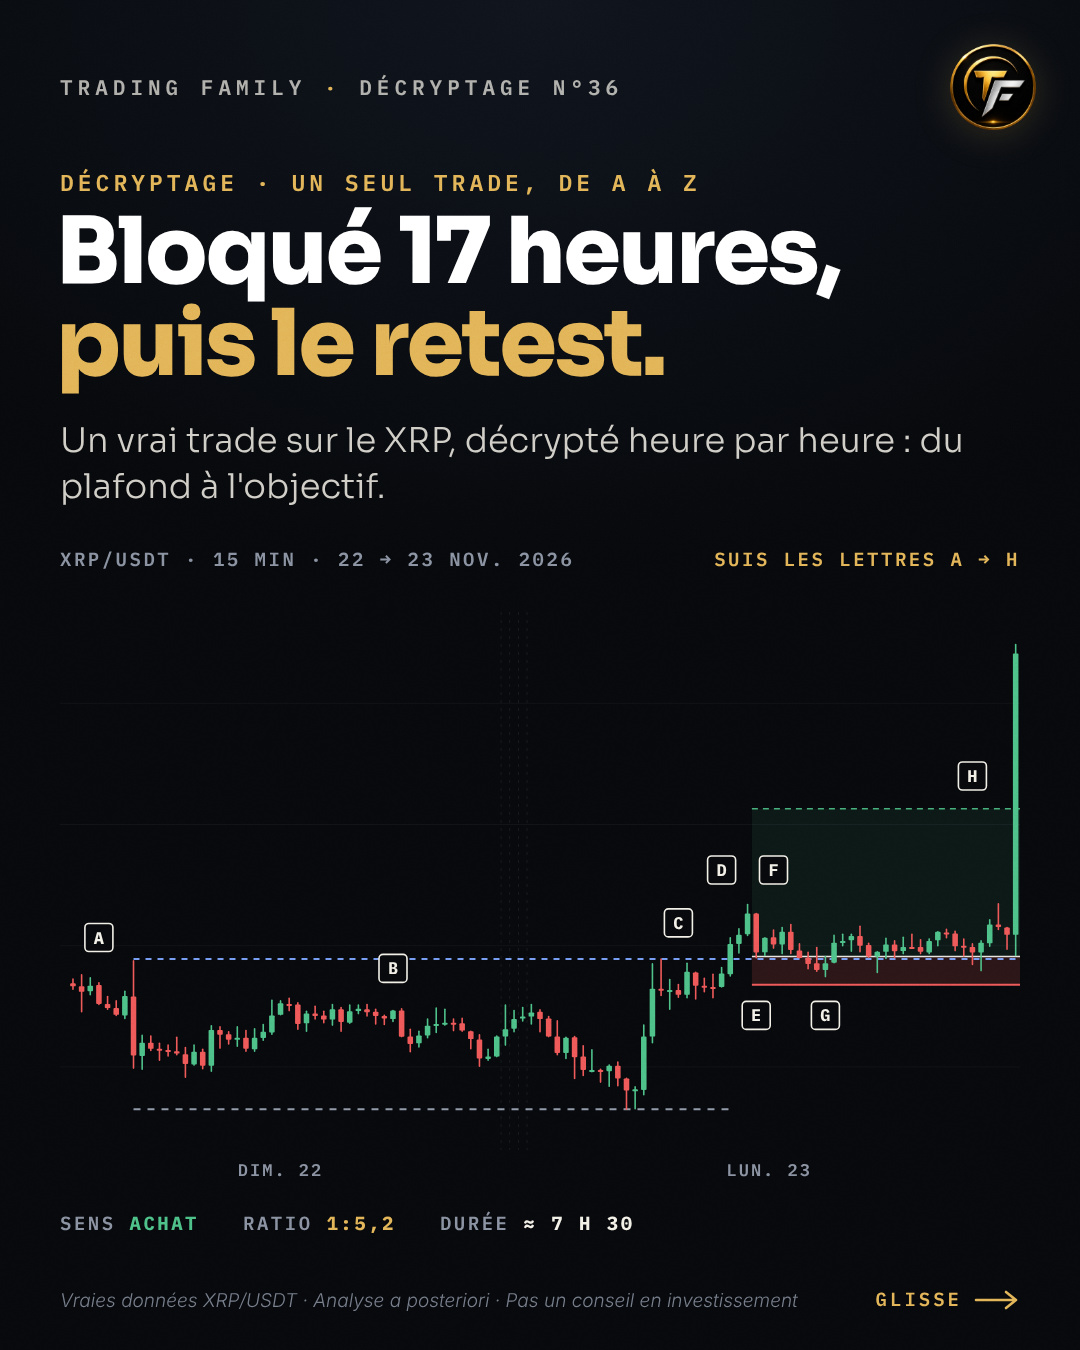 TRADING FAMILY · DÉCRYPTAGE N°36
TF
DÉCRYPTAGE · UN SEUL TRADE, DE A À Z
Bloqué 17 heures,
puis le retest.
Un vrai trade sur le XRP, décrypté heure par heure : du
plafond à l'objectif.
XRP/USDT · 15 MIN · 22 → 23 NOV. 2026
SUIS LES LETTRES A → H
H
D
F
C
A
B
E
G
DIM. 22
LUN. 23
SENS ACHAT RATIO 1:5,2 DURÉE ≈ 7 H 30
Vraies données XRP/USDT · Analyse a posteriori · Pas un conseil en investissement
GLISSE →